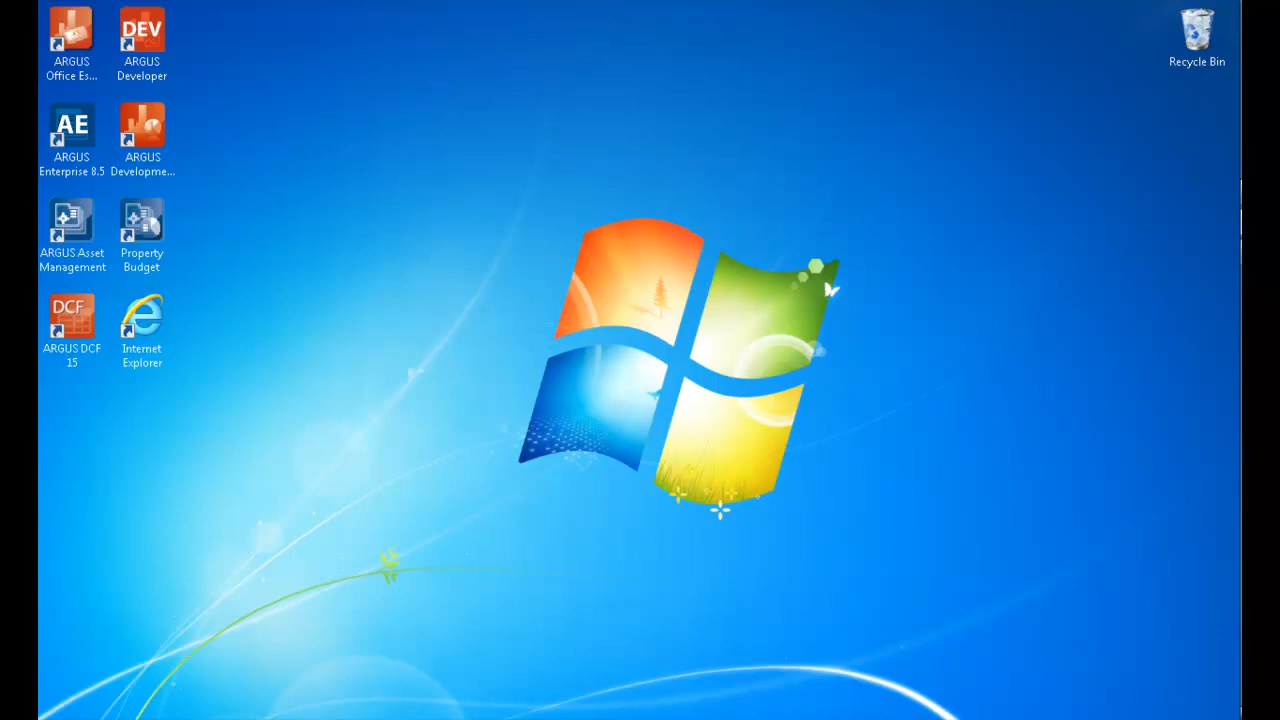 ARGUS
Office Es...
DEV
ARGUS
Developer
Recycle Bin
AE
ARGUS
Enterprise 8.5
ARGUS
Developme...
ARGUS Asset
Management
Property
Budget
DCF
ARGUS DCF
15
Internet
Explorer